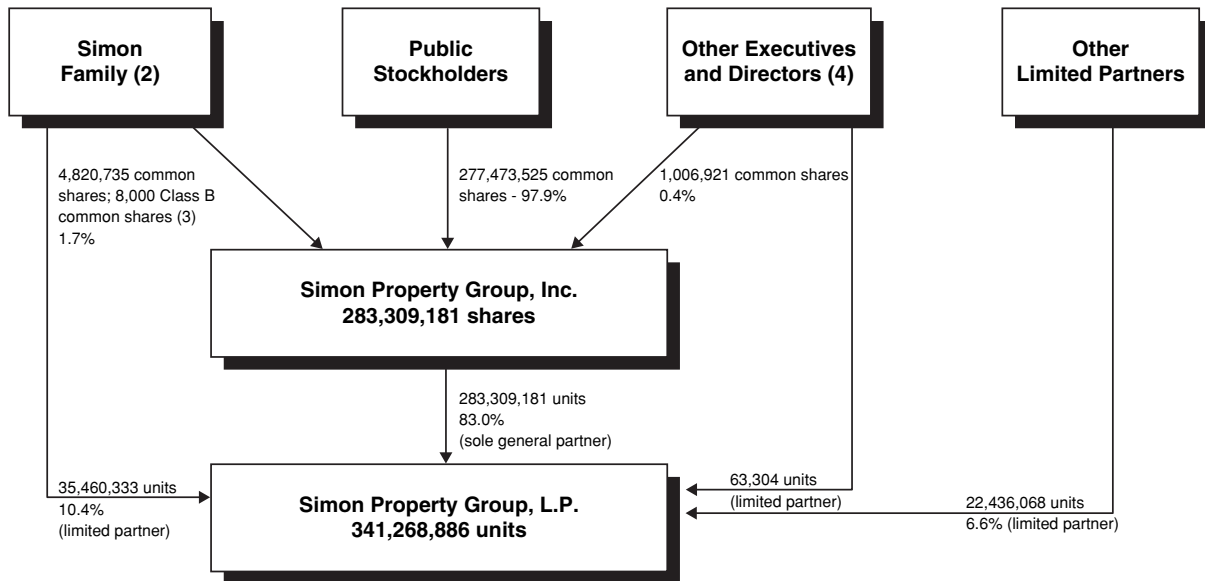 Simon
Family (2)
Public
Stockholders
Other Executives
and Directors (4)
Other
Limited Partners
4,820,735 common
shares; 8,000 Class B
common shares (3)
1.7%
277,473,525 common
shares - 97.9%
1,006,921 common shares
0.4%
Simon Property Group, Inc.
283,309,181 shares
283,309,181 units
83.0%
(sole general partner)
35,460,333 units
10.4%
(limited partner)
Simon Property Group, L.P.
341,268,886 units
63,304 units
(limited partner)
22,436,068 units
6.6% (limited partner)